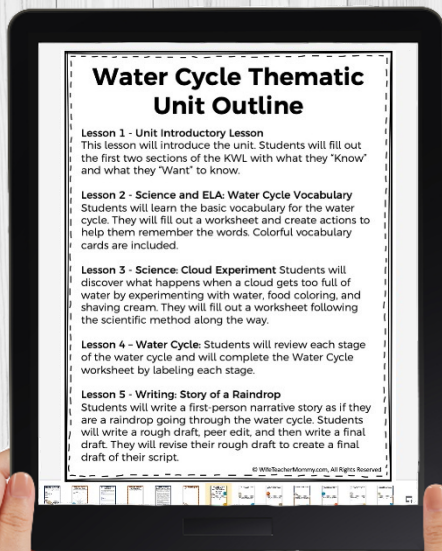 Water Cycle Thematic
Unit Outline
Lesson 1 - Unit Introductory Lesson
This lesson will introduce the unit. Students will fill out
the first two sections of the KWL with what they "Know"
and what they "Want" to know.
Lesson 2 - Science and ELA: Water Cycle Vocabulary
Students will learn the basic vocabulary for the water
cycle. They will fill out a worksheet and create actions to
help them remember the words. Colorful vocabulary
cards are included.
Lesson 3 - Science: Cloud Experiment Students will
discover what happens when a cloud gets too full of
water by experimenting with water, food coloring, and
shaving cream. They will fill out a worksheet following
the scientific method along the way.
Lesson 4 – Water Cycle: Students will review each stage
of the water cycle and will complete the Water Cycle
worksheet by labeling each stage.
Lesson 5 - Writing: Story of a Raindrop
Students will write a first-person narrative story as if they
are a raindrop going through the water cycle. Students
will write a rough draft, peer edit, and then write a final
draft. They will revise their rough draft to create a final
draft of their script.
© WifeTeacherMommy.com, All Rights Reserved